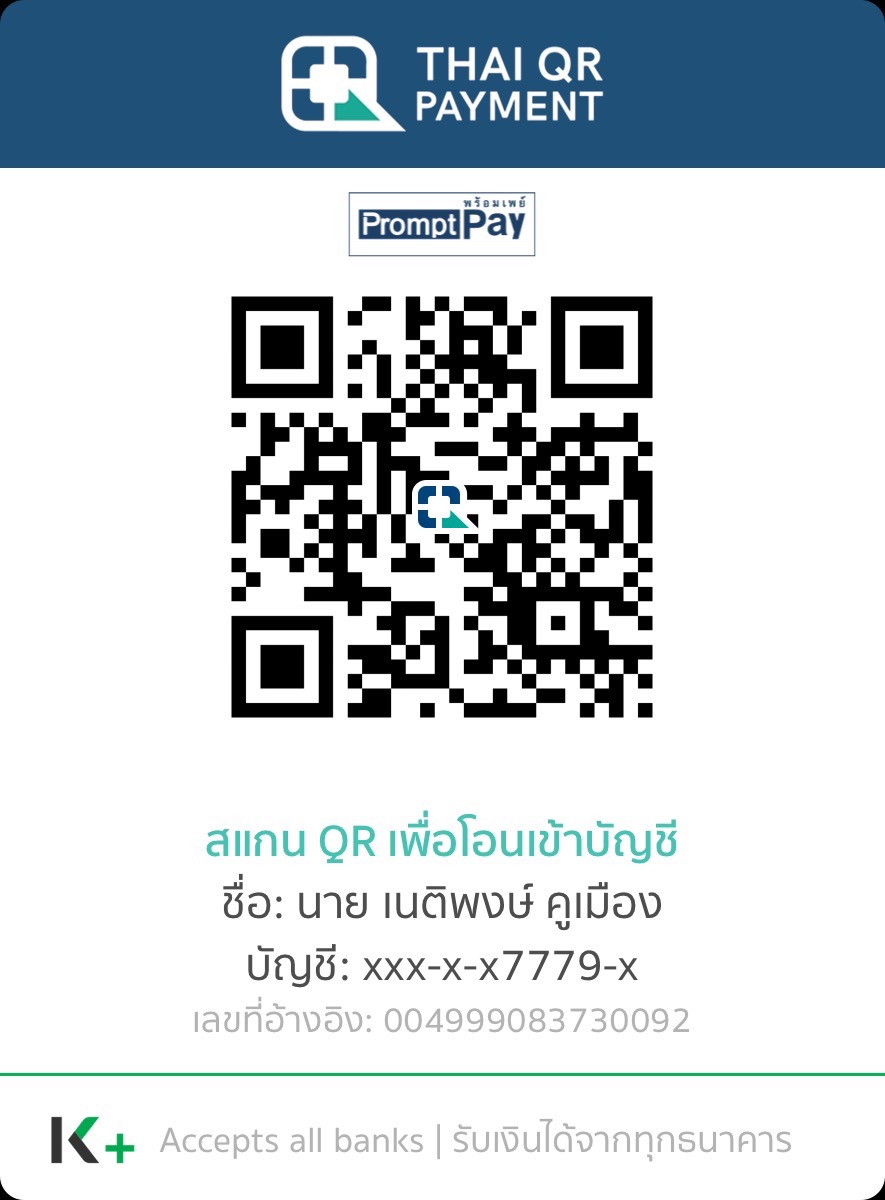 THAI QR
PAYMENT
พร้อมเพย์
PromptPay
สแกน QR เพื่อโอนเข้าบัญชี
ชื่อ: นาย เนติพงษ์ คูเมือง
บัญชี: xxx-x-x7779-x
เลขที่อ้างอิง: 004999083730092
K+ Accepts all banks | รับเงินได้จากทุกธนาคาร